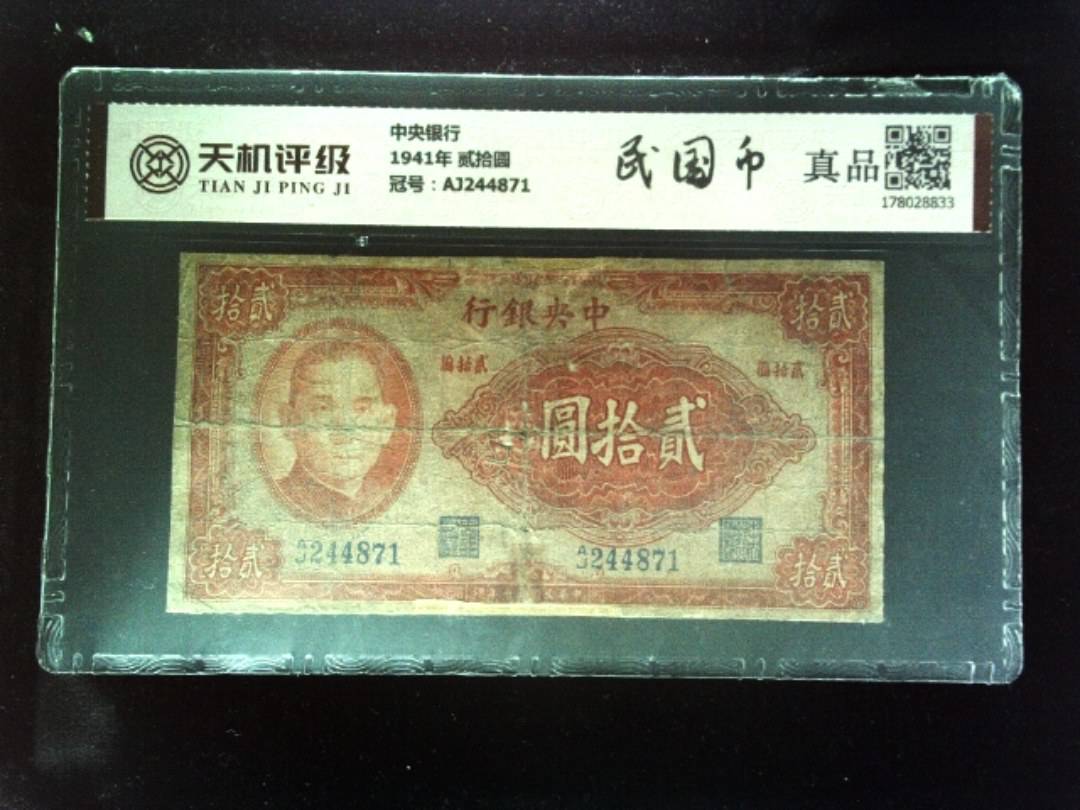 天机评级
TIAN JI PING JI
中央银行
1941年 贰拾圆
冠号：AJ244871
民国币
真品
178028833
拾貳
行銀央中
拾貳
圓拾貳
圓拾貳
圓拾貳
AJ244871
AJ244871
拾貳
拾貳